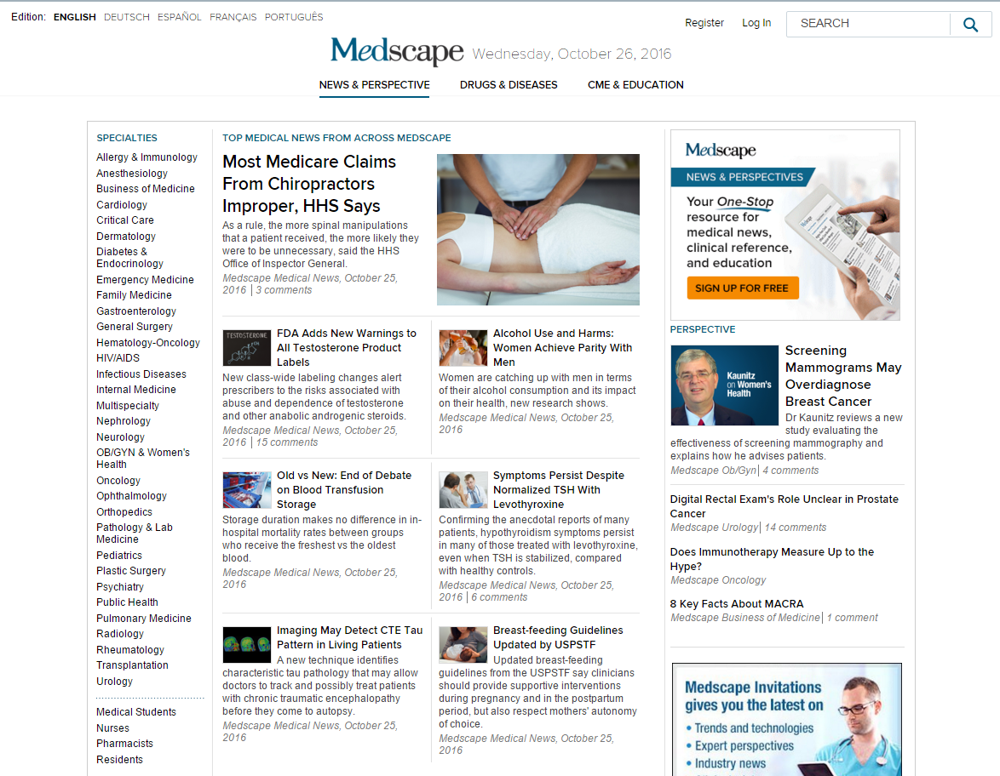 Edition: ENGLISH DEUTSCH ESPAÑOL FRANÇAIS PORTUGUÊS
Register Log In SEARCH
Medscape Wednesday, October 26, 2016
NEWS & PERSPECTIVE DRUGS & DISEASES CME & EDUCATION
SPECIALTIES
Allergy & Immunology
Anesthesiology
Business of Medicine
Cardiology
Critical Care
Dermatology
Diabetes &
Endocrinology
Emergency Medicine
Family Medicine
Gastroenterology
General Surgery
Hematology-Oncology
HIV/AIDS
Infectious Diseases
Internal Medicine
Multispecialty
Nephrology
Neurology
OB/GYN & Women's
Health
Oncology
Ophthalmology
Orthopedics
Pathology & Lab
Medicine
Pediatrics
Plastic Surgery
Psychiatry
Public Health
Pulmonary Medicine
Radiology
Rheumatology
Transplantation
Urology
Medical Students
Nurses
Pharmacists
Residents
TOP MEDICAL NEWS FROM ACROSS MEDSCAPE
Most Medicare Claims
From Chiropractors
Improper, HHS Says
As a rule, the more spinal manipulations
that a patient received, the more likely they
were to be unnecessary, said the HHS
Office of Inspector General.
Medscape Medical News, October 25,
2016 | 3 comments
TESTOSTERONE
FDA Adds New Warnings to
All Testosterone Product
Labels
New class-wide labeling changes alert
prescribers to the risks associated with
abuse and dependence of testosterone
and other anabolic androgenic steroids.
Medscape Medical News, October 25,
2016 | 15 comments
Alcohol Use and Harms:
Women Achieve Parity With
Men
Women are catching up with men in terms
of their alcohol consumption and its impact
on their health, new research shows.
Medscape Medical News, October 25,
2016
Old vs New: End of Debate
on Blood Transfusion
Storage
Storage duration makes no difference in in-
hospital mortality rates between groups
who receive the freshest vs the oldest
blood.
Medscape Medical News, October 25,
2016
Symptoms Persist Despite
Normalized TSH With
Levothyroxine
Confirming the anecdotal reports of many
patients, hypothyroidism symptoms persist
in many of those treated with levothyroxine,
even when TSH is stabilized, compared
with healthy controls.
Medscape Medical News, October 25,
2016 | 6 comments
Imaging May Detect CTE Tau
Pattern in Living Patients
A new technique identifies
characteristic tau pathology that may allow
doctors to track and possibly treat patients
with chronic traumatic encephalopathy
before they come to autopsy.
Medscape Medical News, October 25,
2016
Breast-feeding Guidelines
Updated by USPSTF
Updated breast-feeding
guidelines from the USPSTF say clinicians
should provide supportive interventions
during pregnancy and in the postpartum
period, but also respect mothers' autonomy
of choice.
Medscape Medical News, October 25,
2016
Medscape
NEWS & PERSPECTIVES
Your One-Stop
resource for
medical news,
clinical reference,
and education
SIGN UP FOR FREE
PERSPECTIVE
Kaunitz
on Women's
Health
Screening
Mammograms May
Overdiagnose
Breast Cancer
Dr Kaunitz reviews a new
study evaluating the
effectiveness of screening mammography and
explains how he advises patients.
Medscape Ob/Gyn | 4 comments
Digital Rectal Exam's Role Unclear in Prostate
Cancer
Medscape Urology | 14 comments
Does Immunotherapy Measure Up to the
Hype?
Medscape Oncology
8 Key Facts About MACRA
Medscape Business of Medicine | 1 comment
Medscape Invitations
gives you the latest on
• Trends and technologies
• Expert perspectives
• Industry news